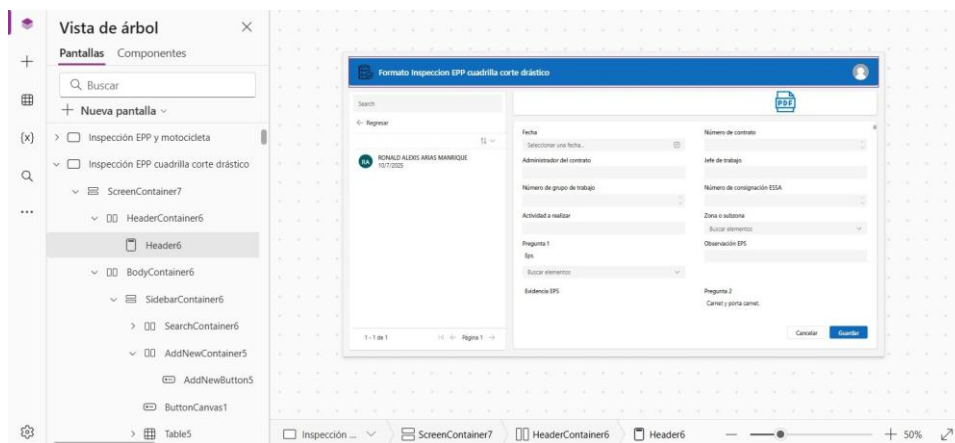 Vista de árbol
Pantallas Componentes
Buscar
Nueva pantalla
Inspección EPP y motocicleta
Inspección EPP cuadrilla corte drástico
ScreenContainer7
HeaderContainer6
Header6
BodyContainer6
SidebarContainer6
SearchContainer6
AddNewContainer5
AddNewButton5
ButtonCanvas1
Table5
(x)
Formato Inspeccion EPP cuadrilla corte drástico
Search
Regresar
RA
RONALD ALEXIS ARIAS MANRIQUE
10/7/2025
1 - 1 de 1
Página 1
PDF
Fecha
Número de contrato
Seleccionar una fecha...
Administrador del contrato
Jefe de trabajo
Número de grupo de trabajo
Número de consignación ESSA
Actividad a realizar
Zona o subzona
Buscar elementos
Pregunta 1
Observación EPS
Eps.
Buscar elementos
Evidencia EPS
Pregunta 2
Carnet y porta carnet.
Cancelar Guardar
Inspección ... ScreenContainer7 HeaderContainer6 Header6 50%